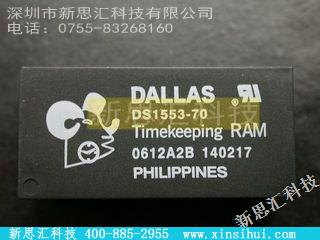 深圳市新思汇科技有限公司
电话：0755-83268160
DALLAS
DS1553-70
Timekeeping RAM
0612A2B 140217
PHILIPPINES
新思汇科技
新思汇科技 400-885-2955 www.xinsihui.com